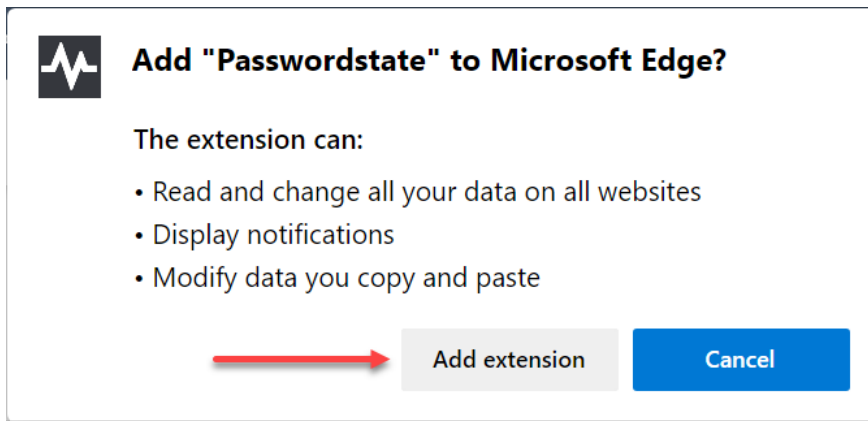 Add "Passwordstate" to Microsoft Edge?
The extension can:
• Read and change all your data on all websites
• Display notifications
• Modify data you copy and paste
Add extension
Cancel